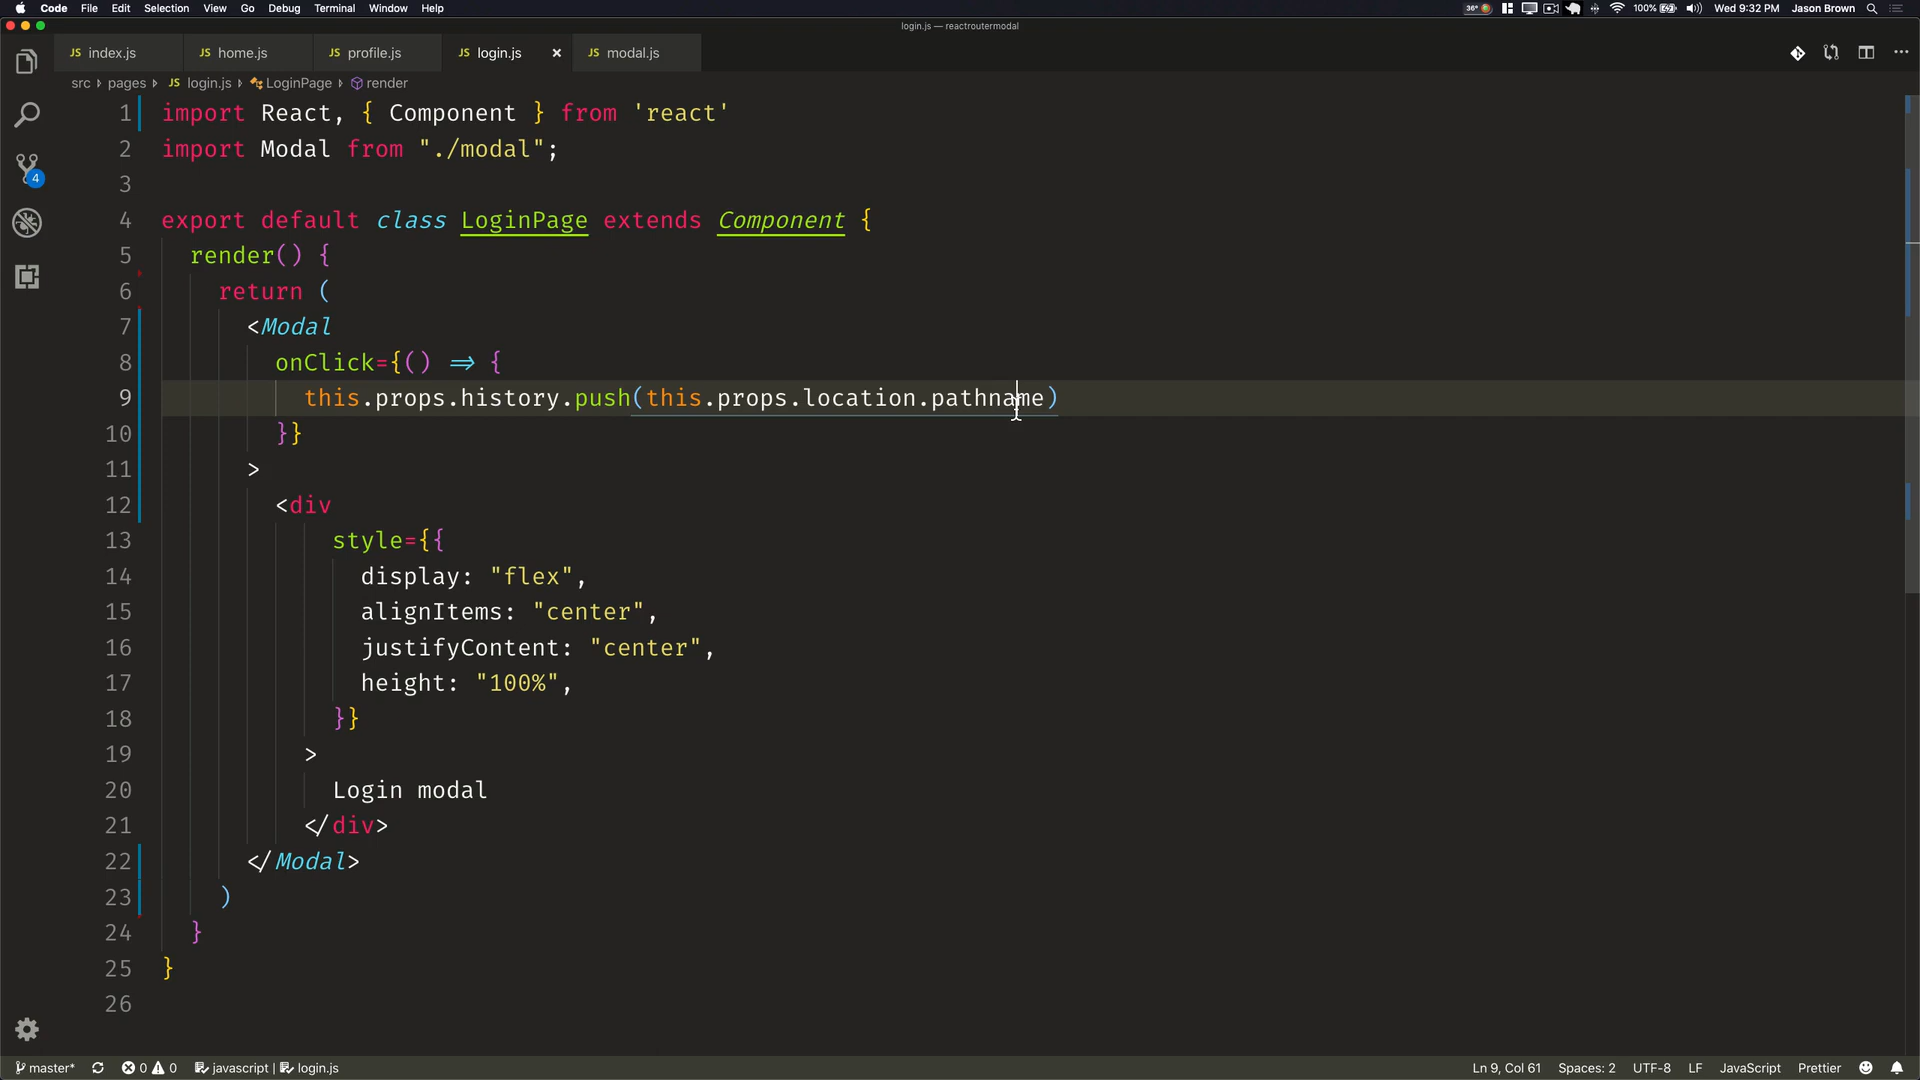 Code File Edit Selection View Go Debug Terminal Window Help 36° 100% Wed 9:32 PM Jason Brown
login.js — reactroutermodal
JS index.js JS home.js JS profile.js JS login.js × JS modal.js ···
src › pages › JS login.js › LoginPage › render
1 import React, { Component } from 'react'
2 import Modal from "./modal";
3
4 export default class LoginPage extends Component {
5 render() {
6 return (
7 <Modal
8 onClick={() => {
9 this.props.history.push(this.props.location.pathname)
10 }}
11 >
12 <div
13 style={{
14 display: "flex",
15 alignItems: "center",
16 justifyContent: "center",
17 height: "100%",
18 }}
19 >
20 Login modal
21 </div>
22 </Modal>
23 )
24 }
25 }
26
4
master* 0 0 javascript | login.js Ln 9, Col 61 Spaces: 2 UTF-8 LF JavaScript Prettier